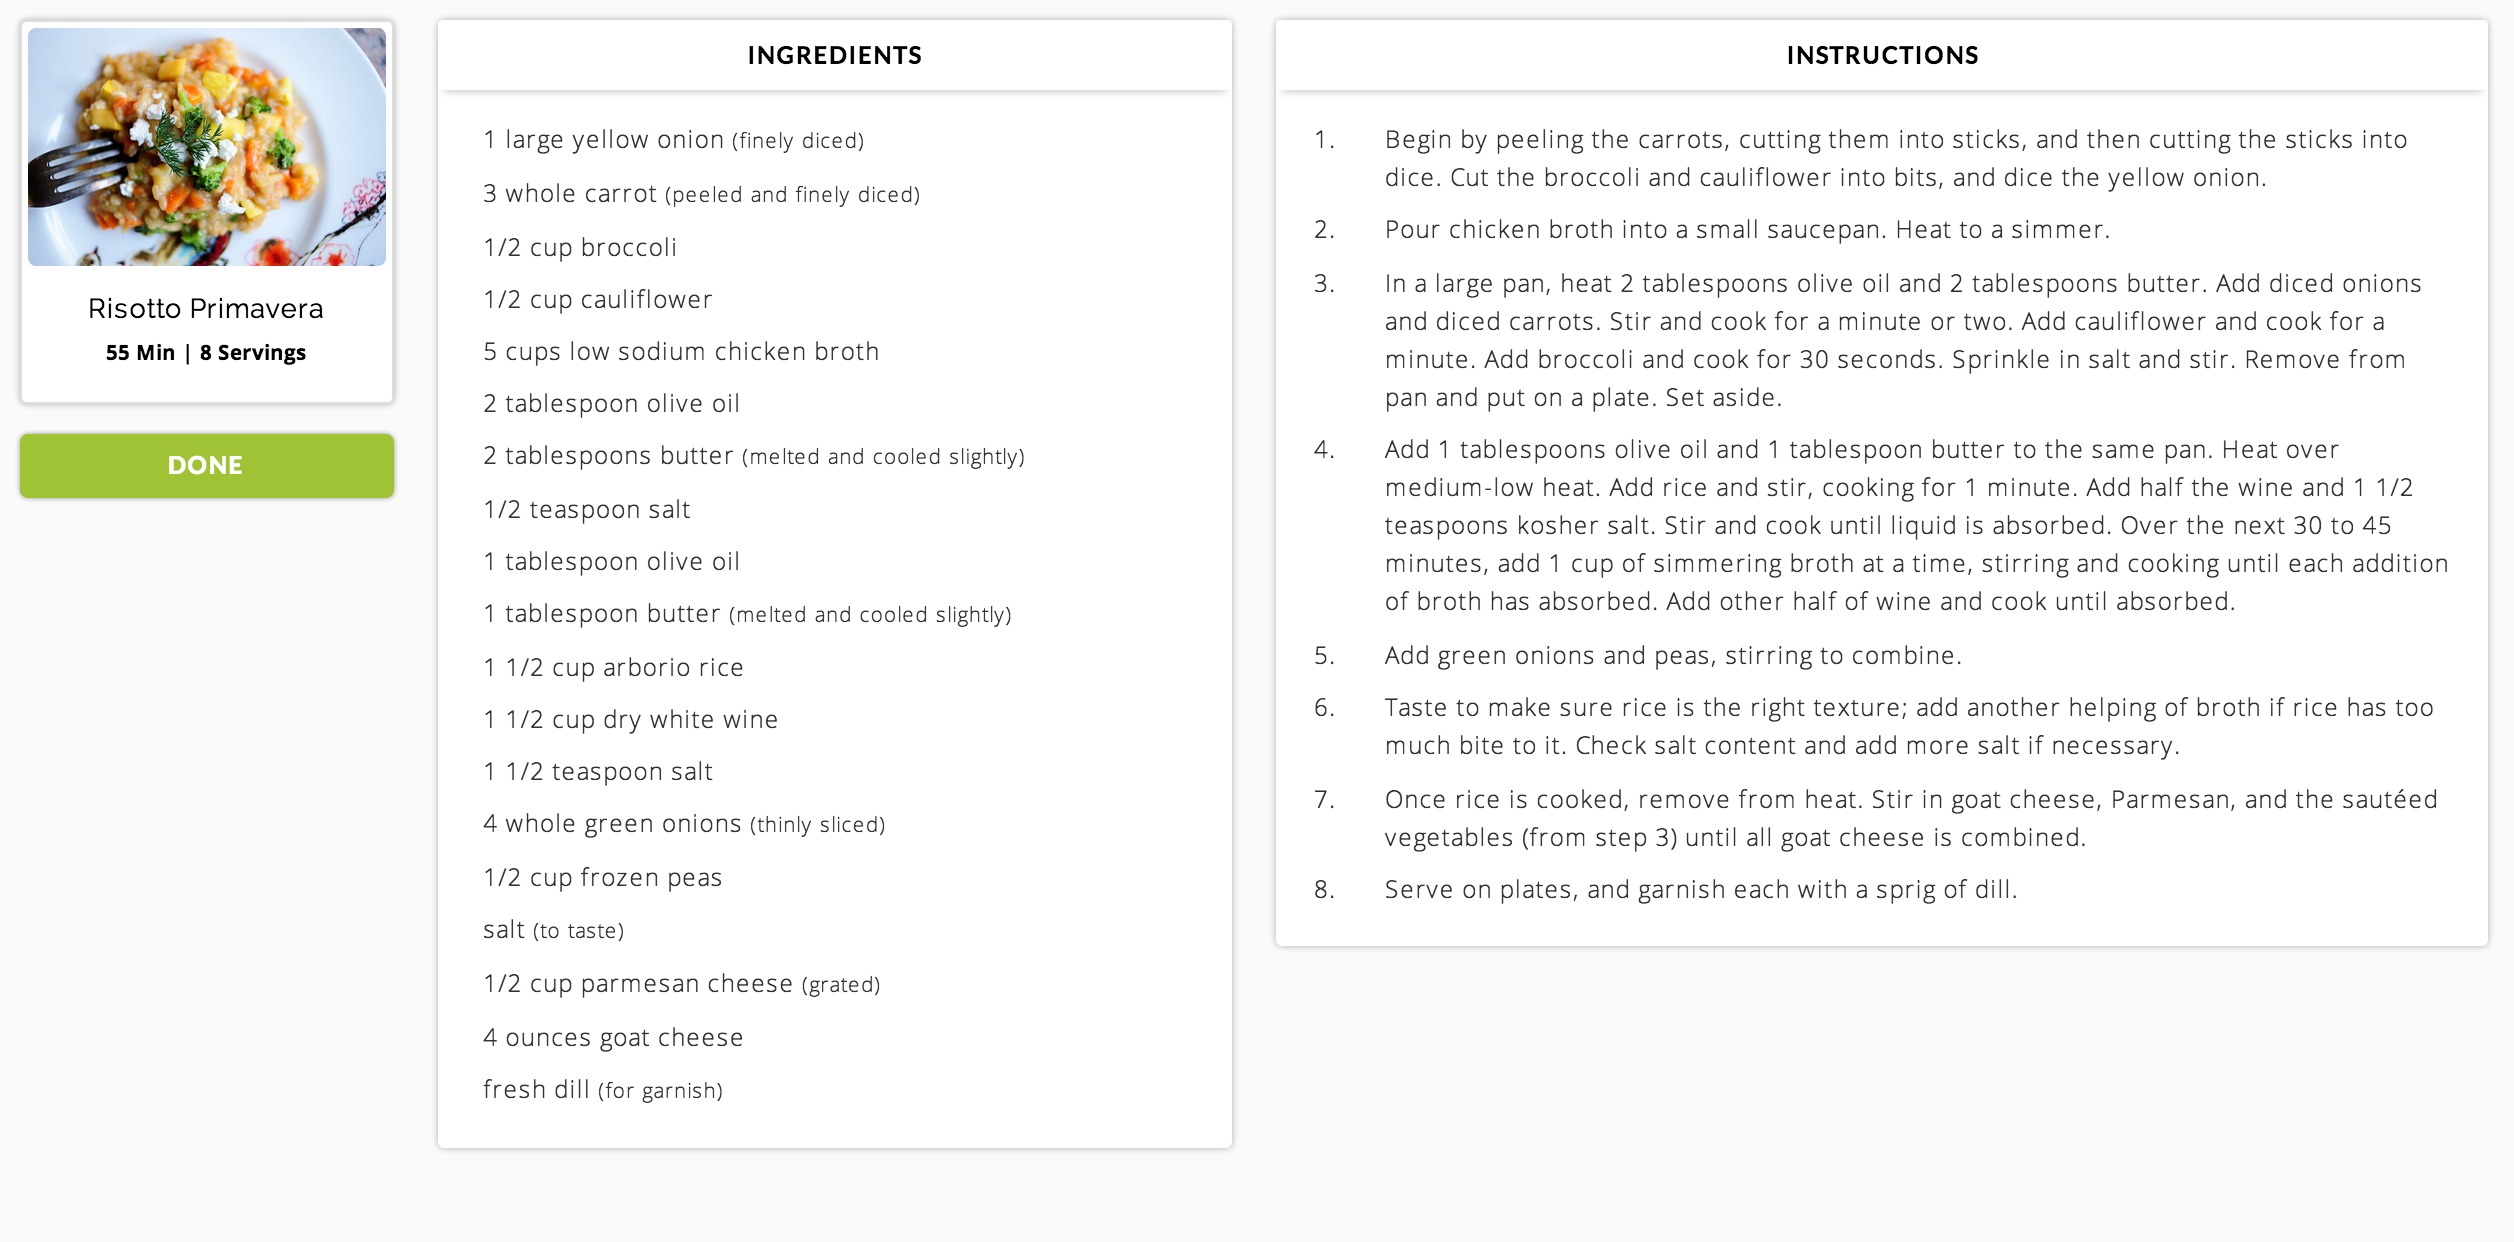 Risotto Primavera
55 Min | 8 Servings
DONE
INGREDIENTS
1 large yellow onion (finely diced)
3 whole carrot (peeled and finely diced)
1/2 cup broccoli
1/2 cup cauliflower
5 cups low sodium chicken broth
2 tablespoon olive oil
2 tablespoons butter (melted and cooled slightly)
1/2 teaspoon salt
1 tablespoon olive oil
1 tablespoon butter (melted and cooled slightly)
1 1/2 cup arborio rice
1 1/2 cup dry white wine
1 1/2 teaspoon salt
4 whole green onions (thinly sliced)
1/2 cup frozen peas
salt (to taste)
1/2 cup parmesan cheese (grated)
4 ounces goat cheese
fresh dill (for garnish)
INSTRUCTIONS
1. Begin by peeling the carrots, cutting them into sticks, and then cutting the sticks into
dice. Cut the broccoli and cauliflower into bits, and dice the yellow onion.
2. Pour chicken broth into a small saucepan. Heat to a simmer.
3. In a large pan, heat 2 tablespoons olive oil and 2 tablespoons butter. Add diced onions
and diced carrots. Stir and cook for a minute or two. Add cauliflower and cook for a
minute. Add broccoli and cook for 30 seconds. Sprinkle in salt and stir. Remove from
pan and put on a plate. Set aside.
4. Add 1 tablespoons olive oil and 1 tablespoon butter to the same pan. Heat over
medium-low heat. Add rice and stir, cooking for 1 minute. Add half the wine and 1 1/2
teaspoons kosher salt. Stir and cook until liquid is absorbed. Over the next 30 to 45
minutes, add 1 cup of simmering broth at a time, stirring and cooking until each addition
of broth has absorbed. Add other half of wine and cook until absorbed.
5. Add green onions and peas, stirring to combine.
6. Taste to make sure rice is the right texture; add another helping of broth if rice has too
much bite to it. Check salt content and add more salt if necessary.
7. Once rice is cooked, remove from heat. Stir in goat cheese, Parmesan, and the sautéed
vegetables (from step 3) until all goat cheese is combined.
8. Serve on plates, and garnish each with a sprig of dill.